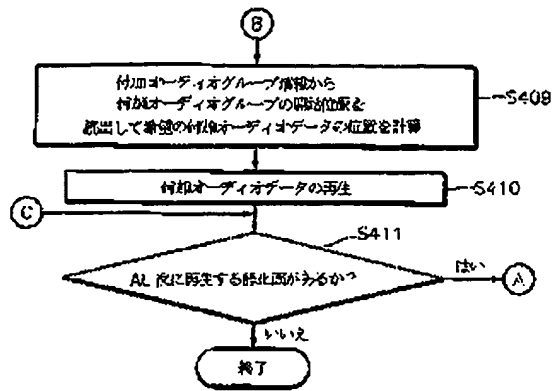 B
付加オーディオグループ情報から
付加オーディオグループの開始位置を
読出して希望の付加オーディオデータの位置を計算
S409
付加オーディオデータの再生
S410
C
S411
次に再生する静止画があるか?
はい
A
いいえ
終了